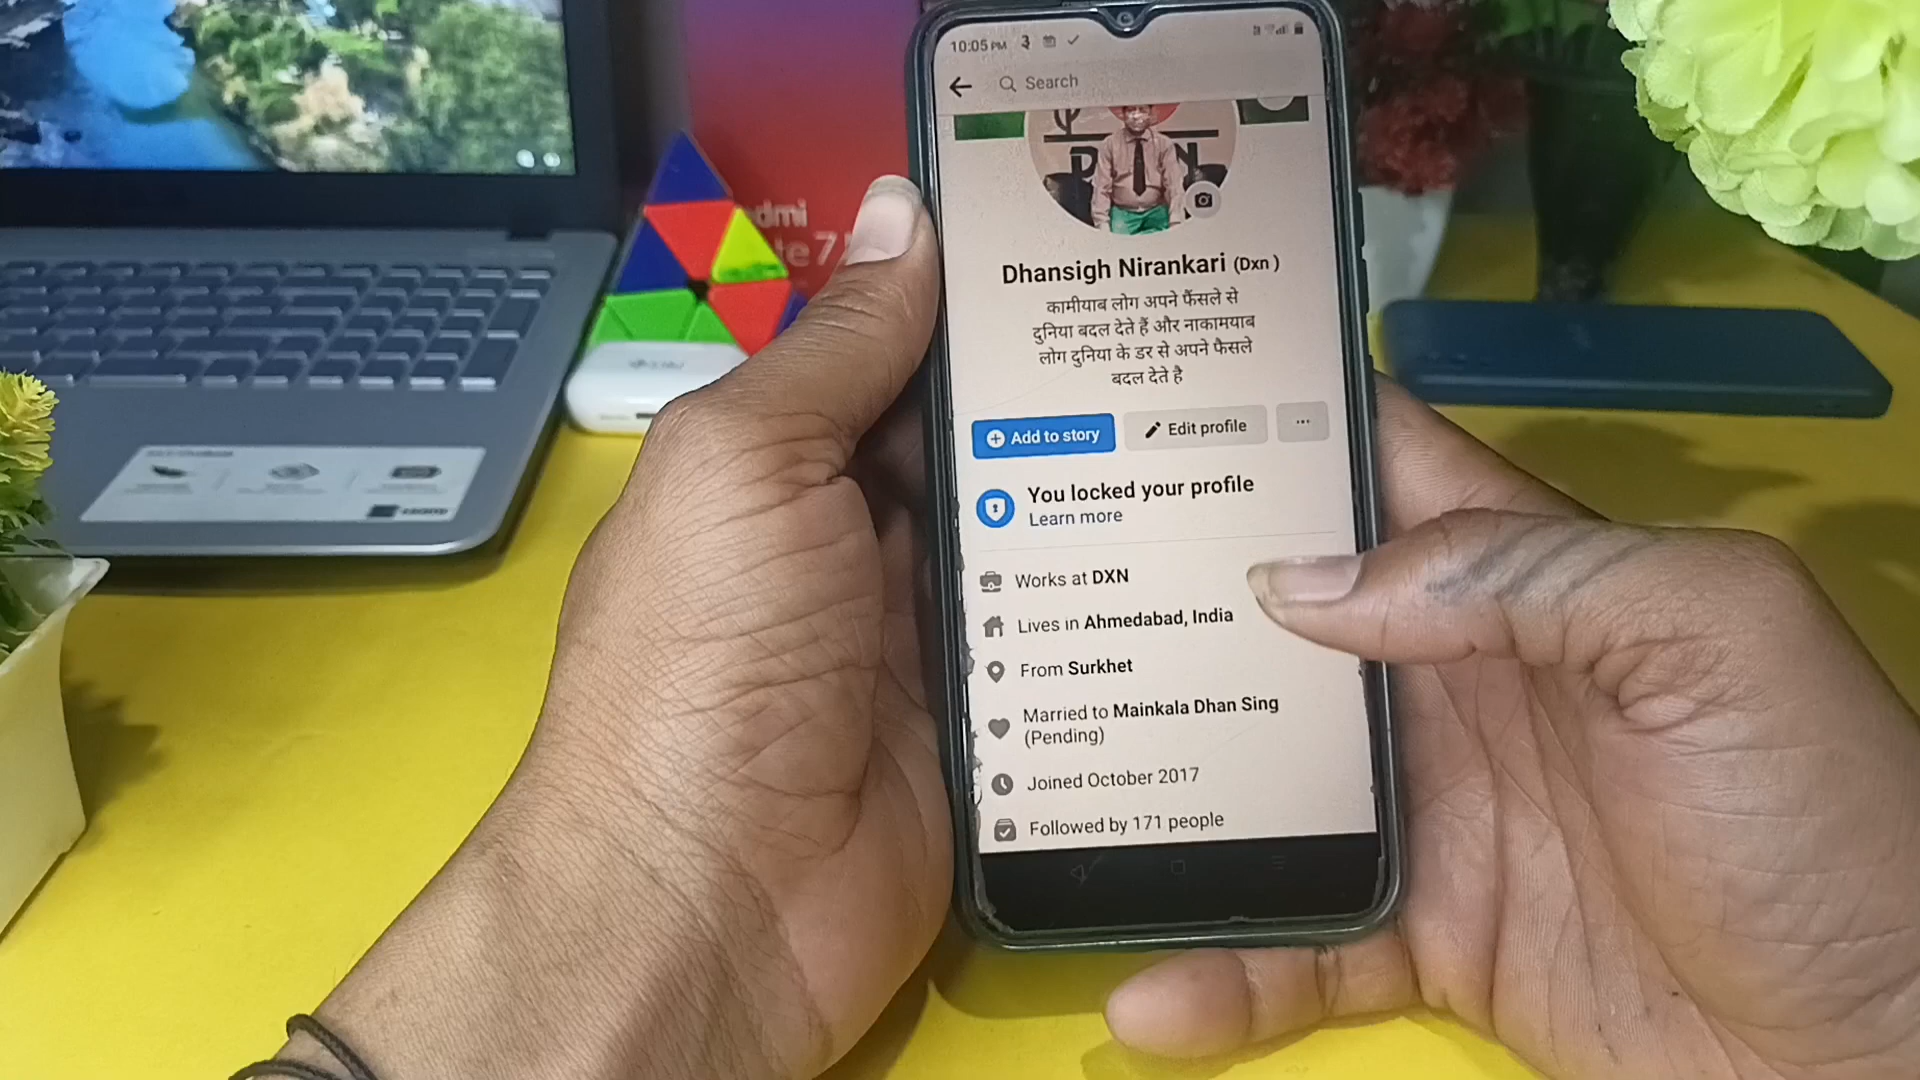 10:05 PM
Search
Dhansigh Nirankari (Dxn )
कामीयाब लोग अपने फैंसले से
दुनिया बदल देते हैं और नाकामयाब
लोग दुनिया के डर से अपने फैसले
बदल देते है
Add to story
Edit profile
You locked your profile
Learn more
Works at DXN
Lives in Ahmedabad, India
From Surkhet
Married to Mainkala Dhan Sing
(Pending)
Joined October 2017
Followed by 171 people